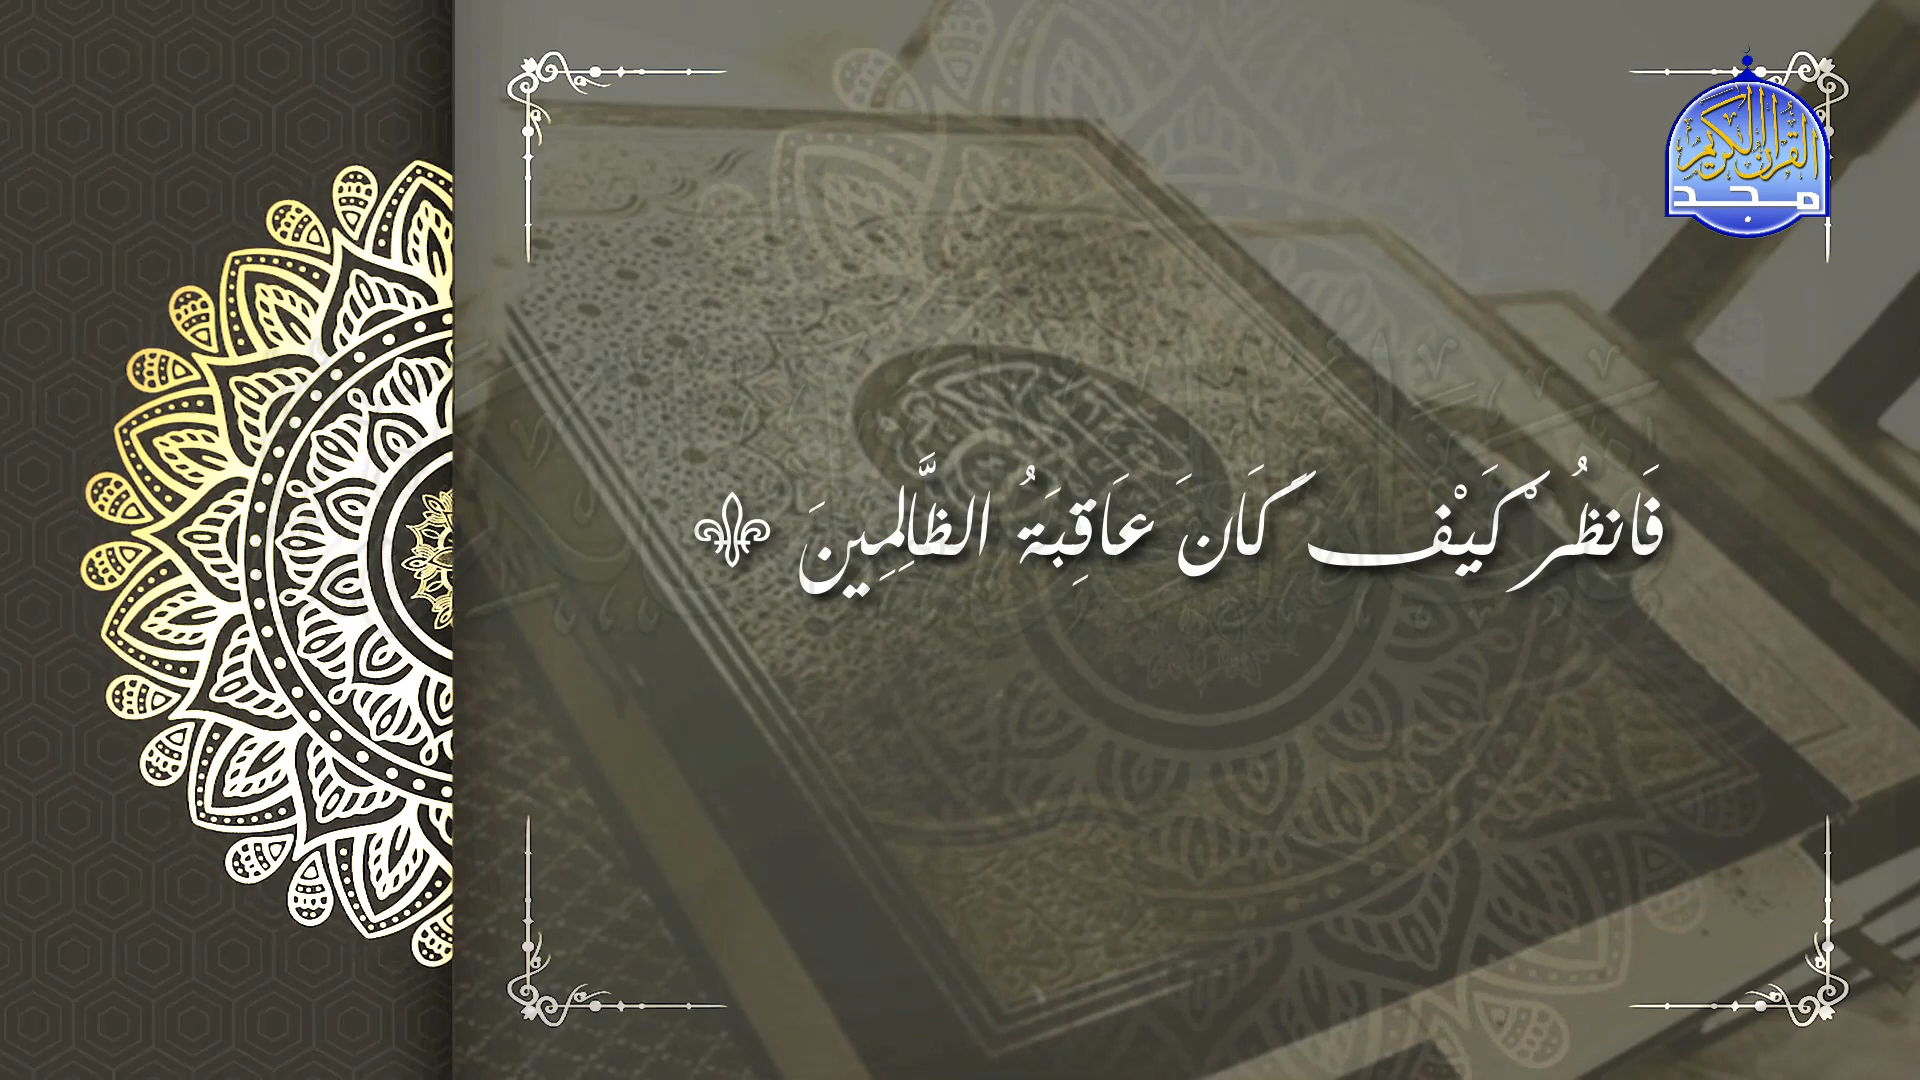 القرآن الكريم
مجد
فَانظُرْ كَيْفَ كَانَ عَاقِبَةُ الظَّالِمِينَ